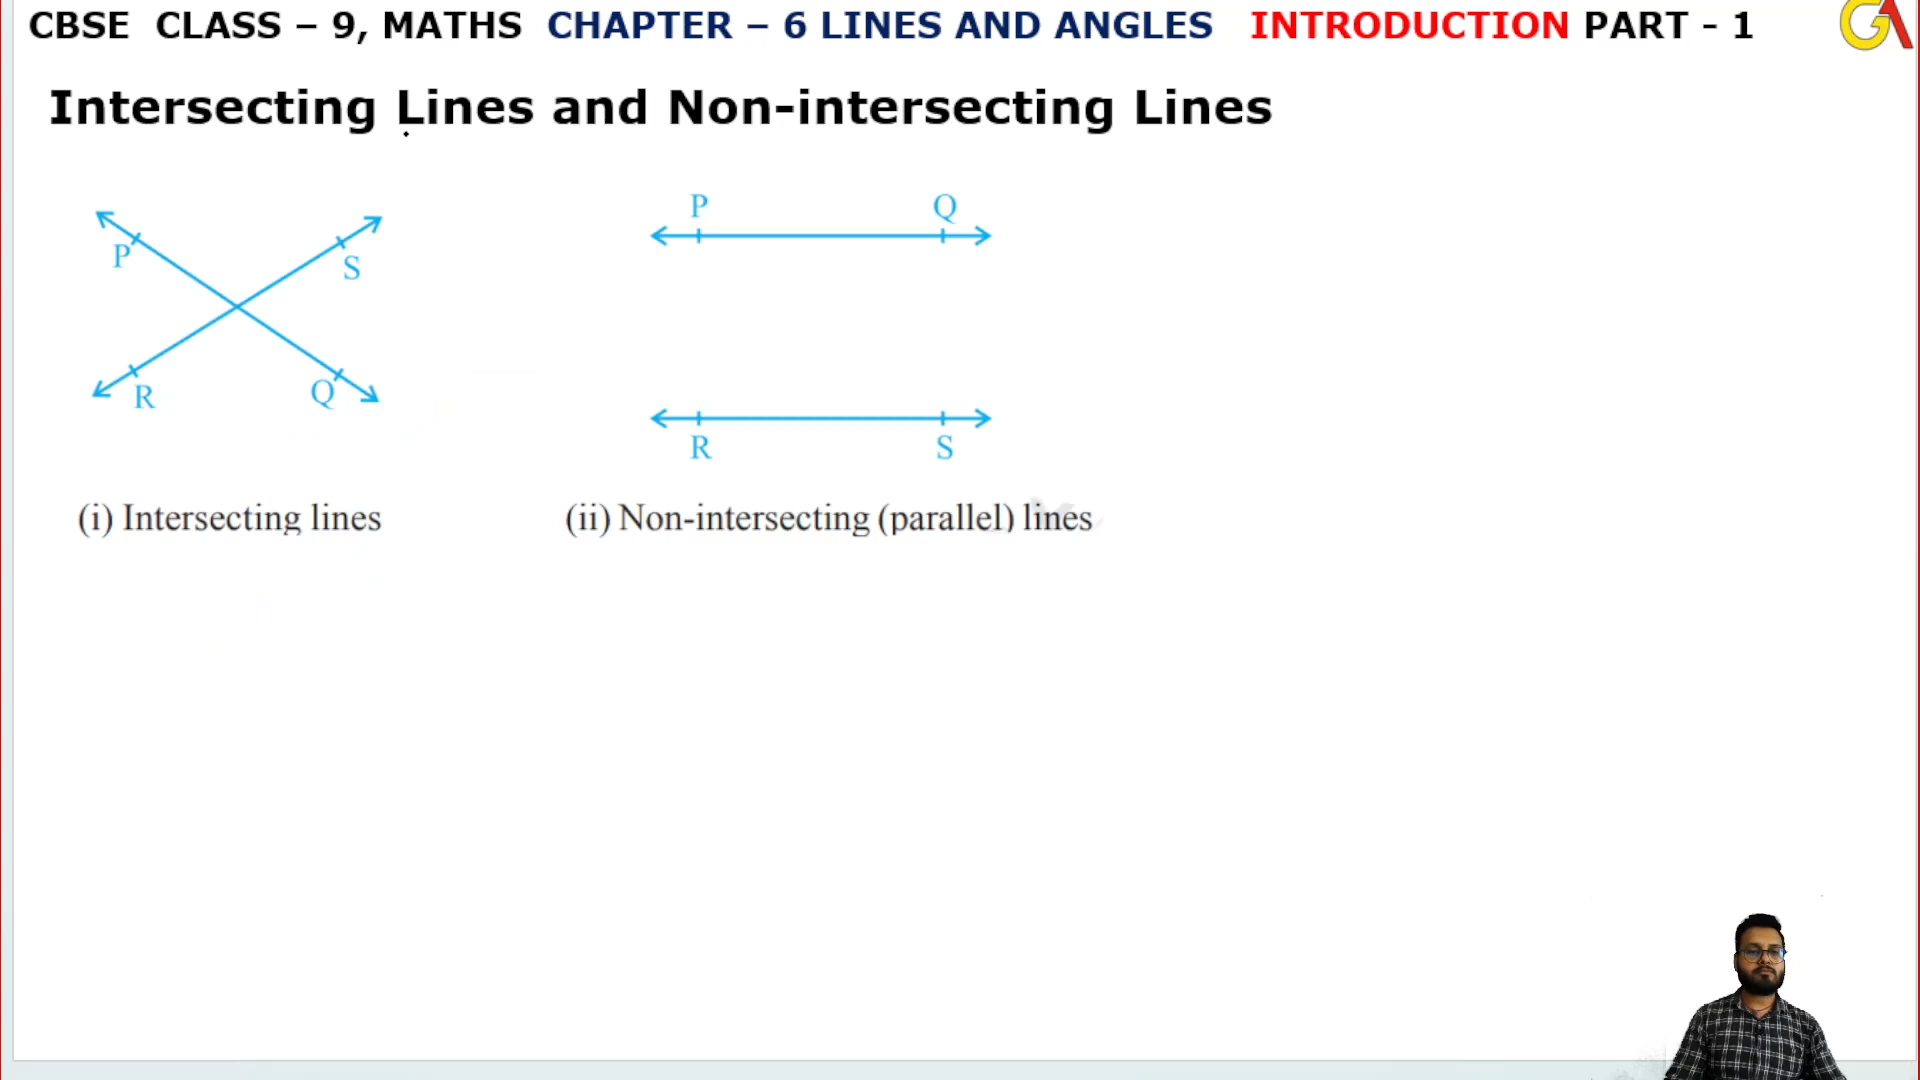 CBSE CLASS – 9, MATHS CHAPTER – 6 LINES AND ANGLES INTRODUCTION PART - 1
GA
Intersecting Lines and Non-intersecting Lines
P S
R Q
P Q
R S
(i) Intersecting lines
(ii) Non-intersecting (parallel) lines